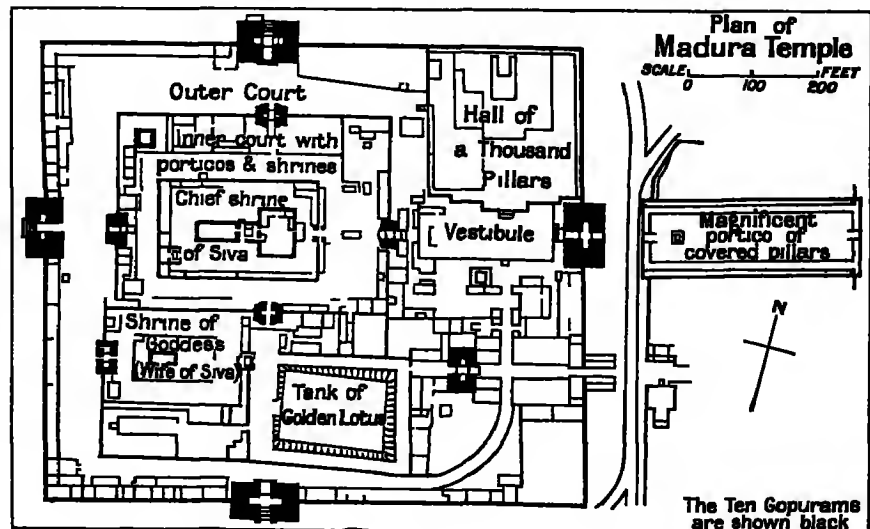 Plan of
Madura Temple
SCALE FEET
0 100 200
Outer Court
Inner court with
porticos & shrines
Chief shrine
of Siva
Hall of
a Thousand
Pillars
Vestibule
Magnificent
portico of
covered pillars
N
Shrine of
Goddess
(Wife of Siva)
Tank of
Golden Lotus
The Ten Gopurams
are shown black